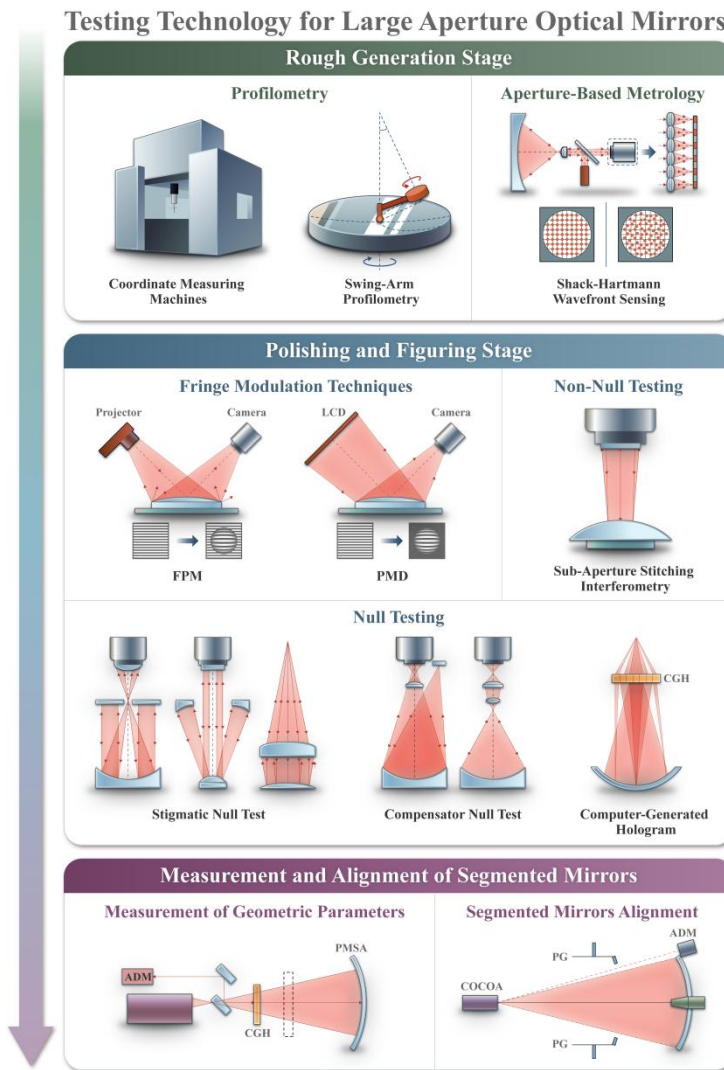 Testing Technology for Large Aperture Optical Mirrors
Rough Generation Stage
Profilometry
Coordinate Measuring
Machines
Swing-Arm
Profilometry
Aperture-Based Metrology
Shack-Hartmann
Wavefront Sensing
Polishing and Figuring Stage
Fringe Modulation Techniques
Projector
Camera
FPM
LCD
Camera
PMD
Non-Null Testing
Sub-Aperture Stitching
Interferometry
Null Testing
Stigmatic Null Test
Compensator Null Test
CGH
Computer-Generated
Hologram
Measurement and Alignment of Segmented Mirrors
Measurement of Geometric Parameters
PMSA
ADM
CGH
Segmented Mirrors Alignment
ADM
PG
COCOA
PG